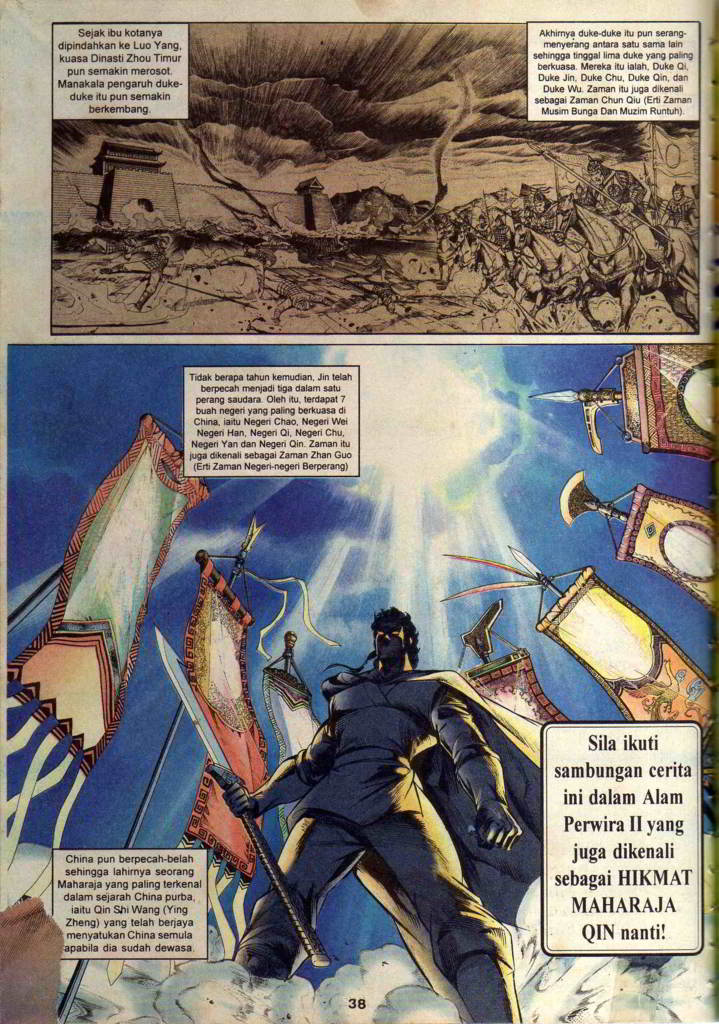 Sejak ibu kotanya
dipindahkan ke Luo Yang,
kuasa Dinasti Zhou Timur
pun semakin merosot.
Manakala pengaruh duke-
duke itu pun semakin
berkembang.
Akhirnya duke-duke itu pun serang-
menyerang antara satu sama lain
sehingga tinggal lima duke yang paling
berkuasa. Mereka itu ialah, Duke Qi,
Duke Jin, Duke Chu, Duke Qin, dan
Duke Wu. Zaman itu juga dikenali
sebagai Zaman Chun Qiu (Erti Zaman
Musim Bunga Dan Muzim Runtuh).
Tidak berapa tahun kemudian, Jin telah
berpecah menjadi tiga dalam satu
perang saudara. Oleh itu, terdapat 7
buah negeri yang paling berkuasa di
China, iaitu Negeri Chao, Negeri Wei
Negeri Han, Negeri Qi, Negeri Chu,
Negeri Yan dan Negeri Qin. Zaman itu
juga dikenali sebagai Zaman Zhan Guo
(Erti Zaman Negeri-negeri Berperang)
Sila ikuti
sambungan cerita
ini dalam Alam
Perwira II yang
juga dikenali
sebagai HIKMAT
MAHARAJA
QIN nanti!
China pun berpecah-belah
sehingga lahirnya seorang
Maharaja yang paling terkenal
dalam sejarah China purba,
iaitu Qin Shi Wang (Ying
Zheng) yang telah berjaya
menyatukan China semula
apabila dia sudah dewasa.
38